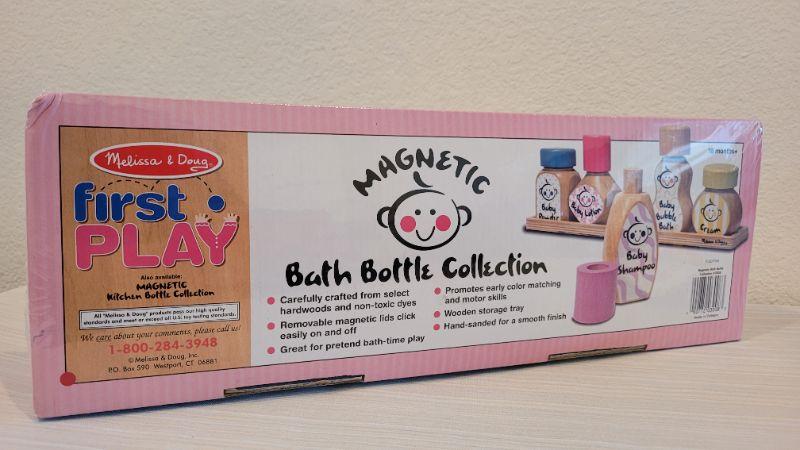 Melissa & Doug
first
PLAY
Also available:
MAGNETIC
Kitchen Bottle Collection
All "Melissa & Doug" products pass our high quality
standards and meet or exceed all U.S. toy testing standards.
We care about your comments, please call us!
1-800-284-3948
© Melissa & Doug, Inc.
P.O. Box 590 Westport, CT 06881
MAGNETIC
Bath Bottle Collection
Carefully crafted from select
hardwoods and non-toxic dyes
Removable magnetic lids click
easily on and off
Great for pretend bath-time play
Promotes early color matching
and motor skills
Wooden storage tray
Hand-sanded for a smooth finish
18 months+
Baby
Powder
Baby Lotion
Baby
Shampoo
Baby
Bubble
Bath
Cream
Melissa & Doug